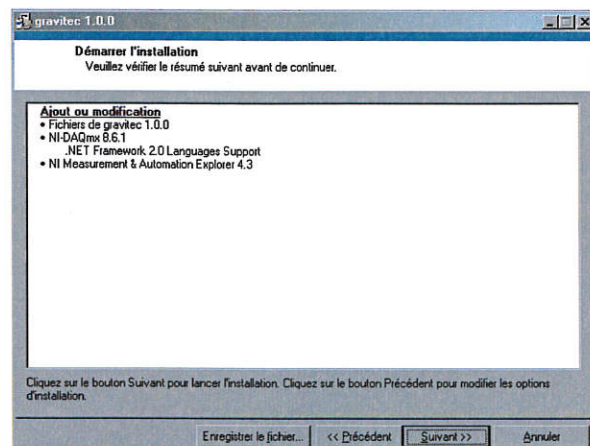 gravitec 1.0.0
Démarrer l'installation
Veuillez vérifier le résumé suivant avant de continuer.
Ajout ou modification
• Fichiers de gravitec 1.0.0
• NI-DAQmx 8.6.1
.NET Framework 2.0 Languages Support
• NI Measurement & Automation Explorer 4.3
Cliquez sur le bouton Suivant pour lancer l'installation. Cliquez sur le bouton Précédent pour modifier les options
d'installation.
Enregistrer le fichier... << Précédent Suivant >> Annuler